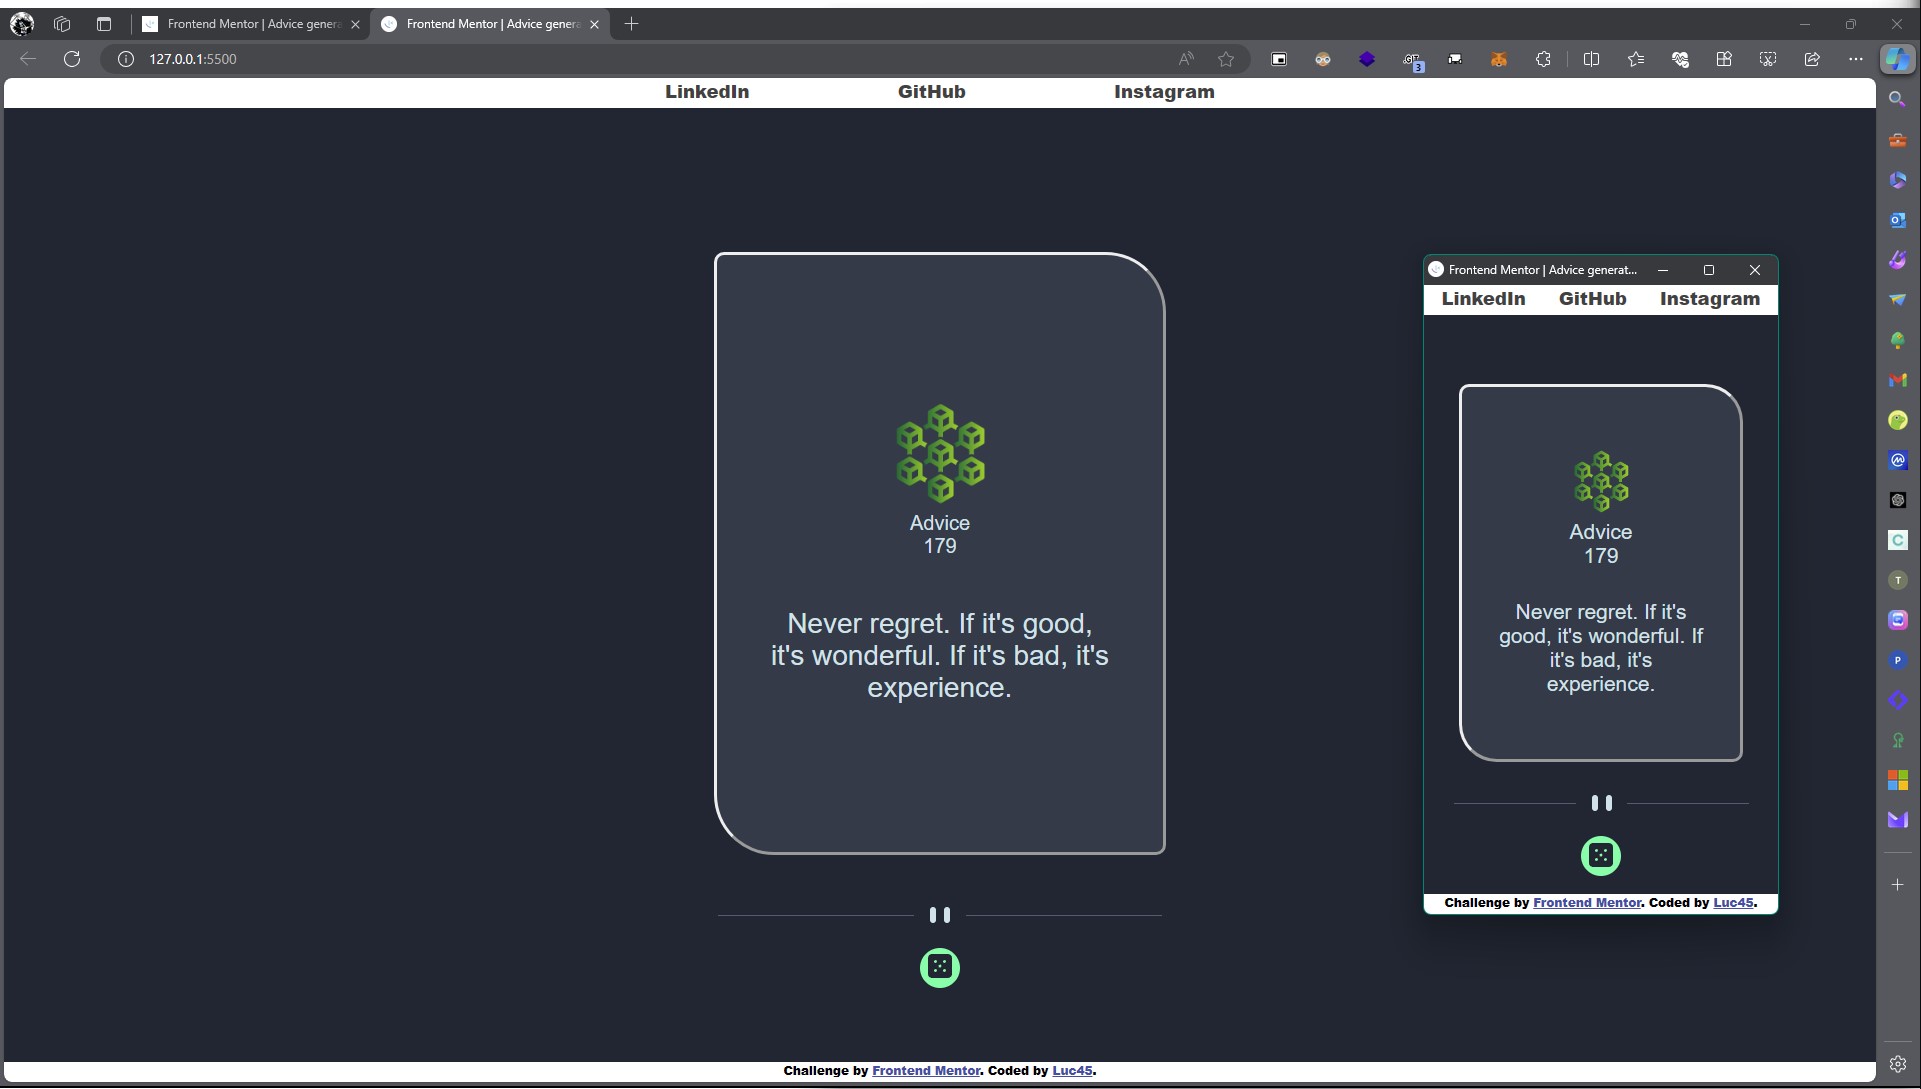 Frontend Mentor | Advice genera
Frontend Mentor | Advice genera
127.0.0.1:5500
3
LinkedIn GitHub Instagram
Advice
179
Never regret. If it's good,
it's wonderful. If it's bad, it's
experience.
Challenge by Frontend Mentor. Coded by Luc45.
Frontend Mentor | Advice generat...
LinkedIn GitHub Instagram
Advice
179
Never regret. If it's
good, it's wonderful. If
it's bad, it's
experience.
Challenge by Frontend Mentor. Coded by Luc45.
C
T
P